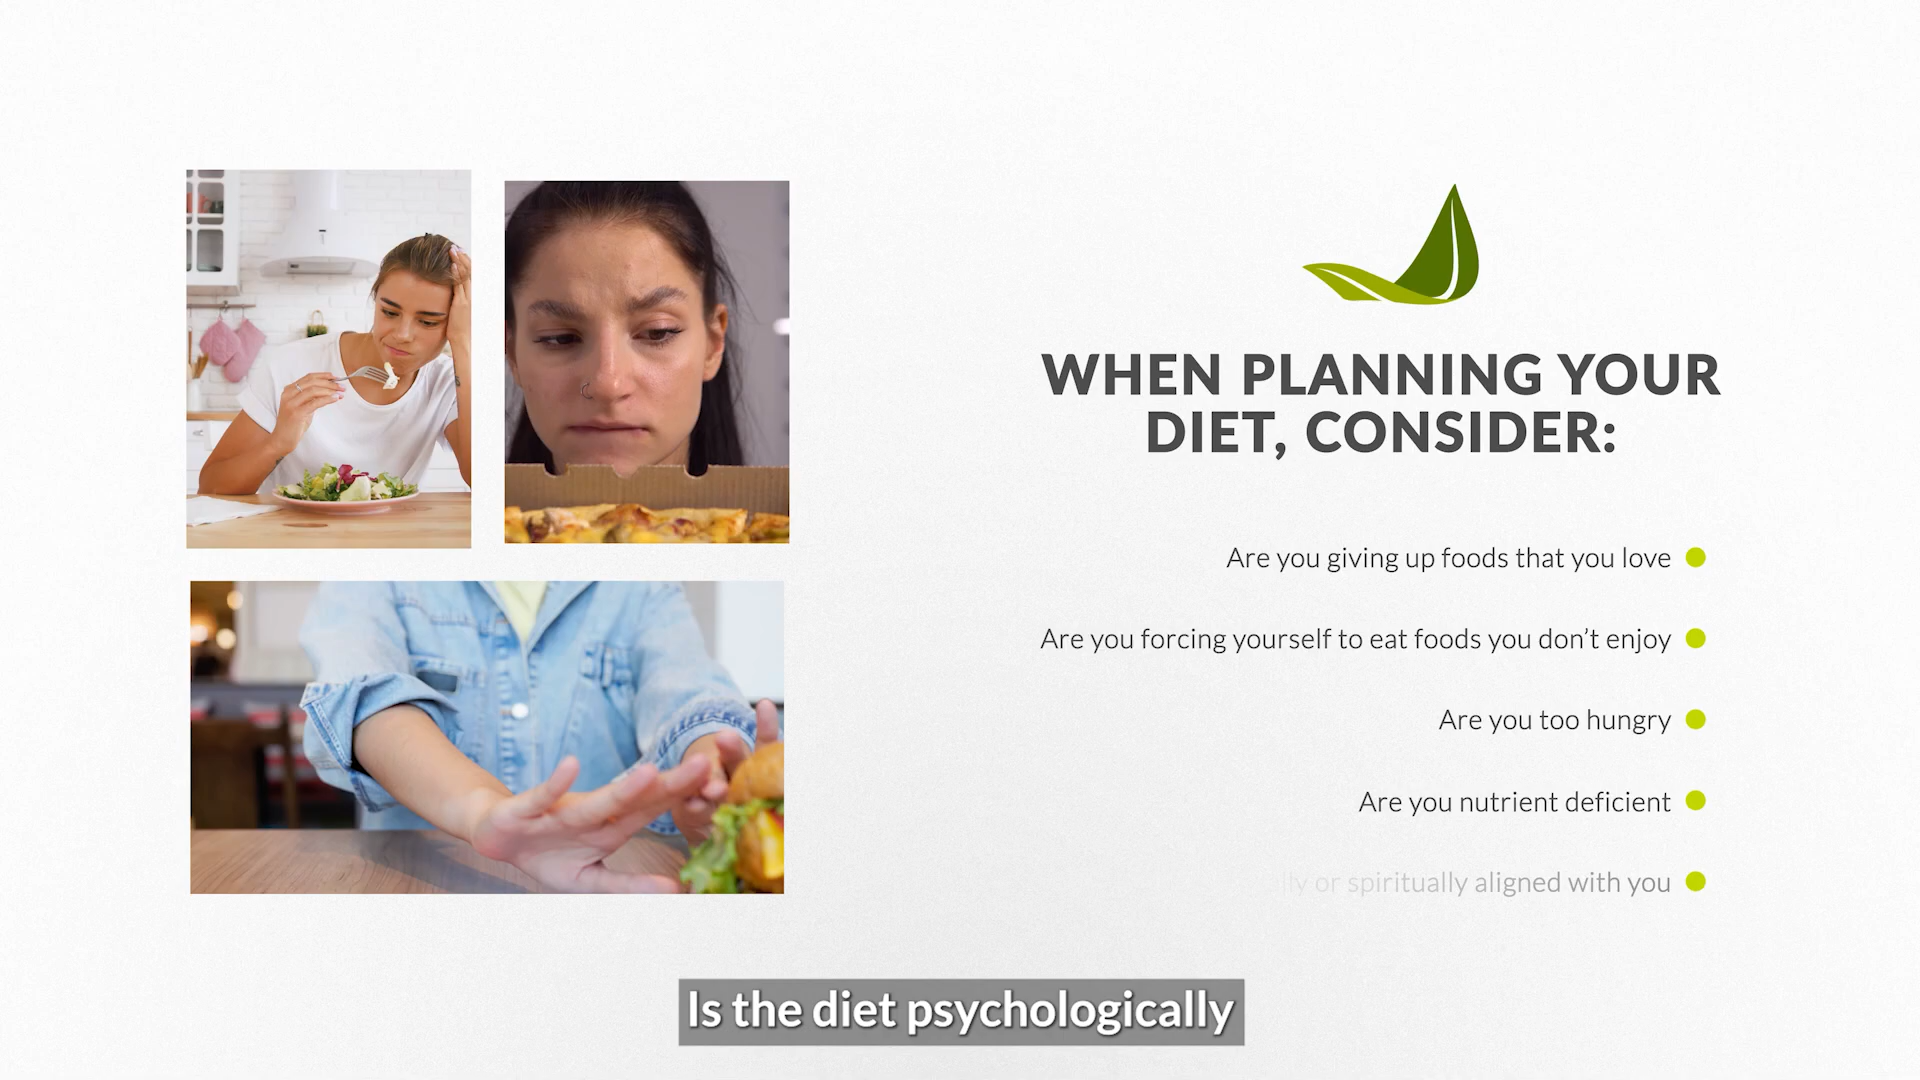 WHEN PLANNING YOUR
DIET, CONSIDER:
Are you giving up foods that you love
Are you forcing yourself to eat foods you don’t enjoy
Are you too hungry
Are you nutrient deficient
or spiritually aligned with you
Is the diet psychologically